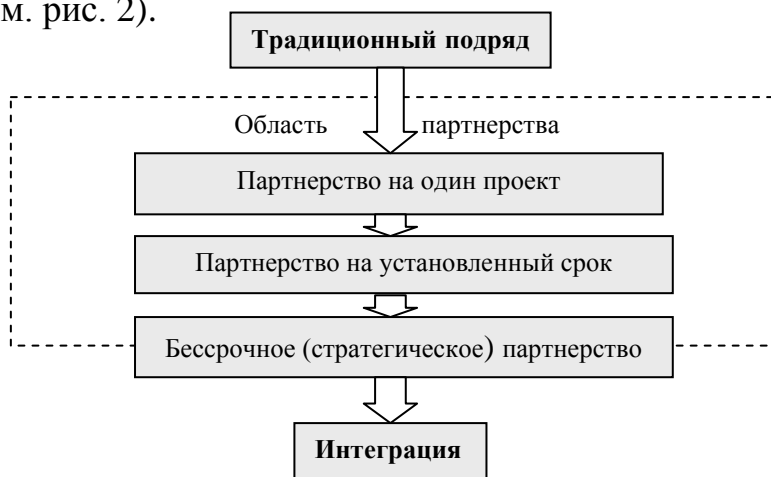 м. рис. 2).
Традиционный подряд
Область партнерства
Партнерство на один проект
Партнерство на установленный срок
Бессрочное (стратегическое) партнерство
Интеграция